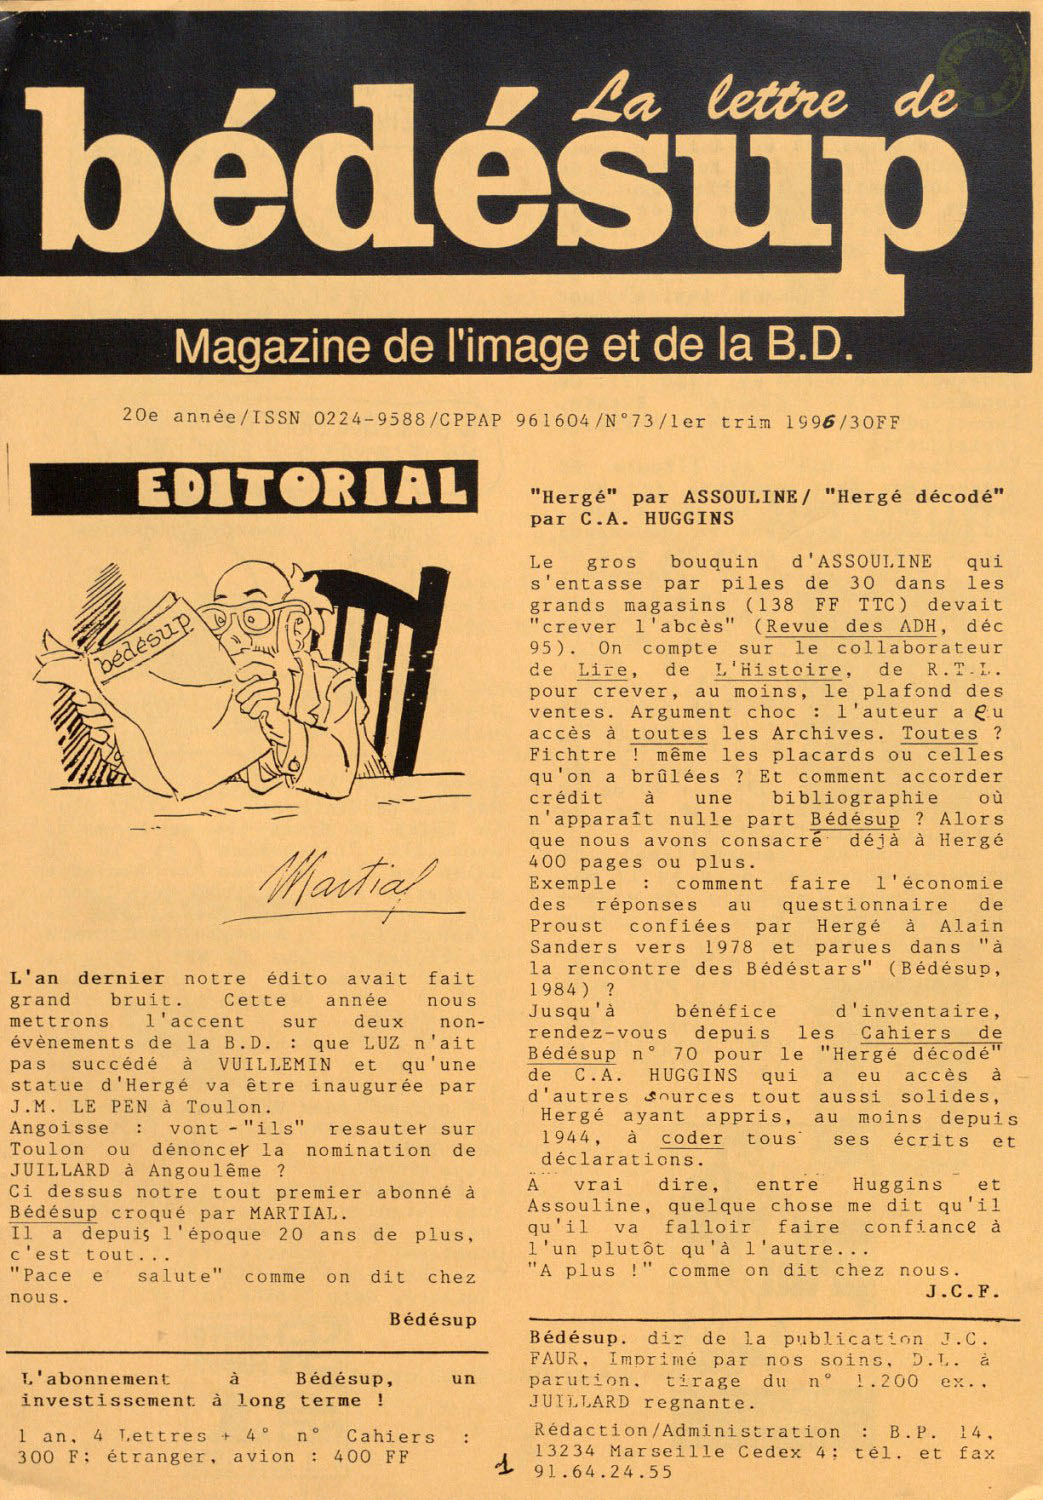 La lettre de
bédésup
Magazine de l'image et de la B.D.
20e année/ISSN 0224-9588/CPPAP 961604/N°73/1er trim 1996/30FF
EDITORIAL
bédésup
Martial
L'an dernier notre édito avait fait
grand bruit. Cette année nous
mettrons l'accent sur deux non-
évènements de la B.D. : que LUZ n'ait
pas succédé à VUILLEMIN et qu'une
statue d'Hergé va être inaugurée par
J.M. LE PEN à Toulon.
Angoisse : vont-"ils" resauter sur
Toulon ou dénoncer la nomination de
JUILLARD à Angoulême ?
Ci dessus notre tout premier abonné à
Bédésup croqué par MARTIAL.
Il a depuis l'époque 20 ans de plus,
c'est tout...
"Pace e salute" comme on dit chez
nous.
Bédésup
L'abonnement à Bédésup, un
investissement à long terme !
1 an, 4 Lettres + 4° n° Cahiers :
300 F; étranger, avion : 400 FF
"Hergé" par ASSOULINE/ "Hergé décodé"
par C.A. HUGGINS
Le gros bouquin d'ASSOULINE qui
s'entasse par piles de 30 dans les
grands magasins (138 FF TTC) devait
"crever l'abcès" (Revue des ADH, déc
95). On compte sur le collaborateur
de Lire, de L'Histoire, de R.T.L.
pour crever, au moins, le plafond des
ventes. Argument choc : l'auteur a eu
accès à toutes les Archives. Toutes ?
Fichtre ! même les placards ou celles
qu'on a brûlées ? Et comment accorder
crédit à une bibliographie où
n'apparaît nulle part Bédésup ? Alors
que nous avons consacré déjà à Hergé
400 pages ou plus.
Exemple : comment faire l'économie
des réponses au questionnaire de
Proust confiées par Hergé à Alain
Sanders vers 1978 et parues dans "à
la rencontre des Bédéstars" (Bédésup,
1984) ?
Jusqu'à bénéfice d'inventaire,
rendez-vous depuis les Cahiers de
Bédésup n° 70 pour le "Hergé décodé"
de C.A. HUGGINS qui a eu accès à
d'autres sources tout aussi solides,
Hergé ayant appris, au moins depuis
1944, à coder tous ses écrits et
déclarations.
A vrai dire, entre Huggins et
Assouline, quelque chose me dit qu'il
qu'il va falloir faire confiance à
l'un plutôt qu'à l'autre...
"A plus !" comme on dit chez nous.
J.C.F.
Bédésup. dir de la publication J.C.
FAUR, Imprimé par nos soins, D.L. à
parution, tirage du n° 1.200 ex.,
JUILLARD regnante.
Rédaction/Administration : B.P. 14,
13234 Marseille Cedex 4; tél. et fax
91.64.24.55
1